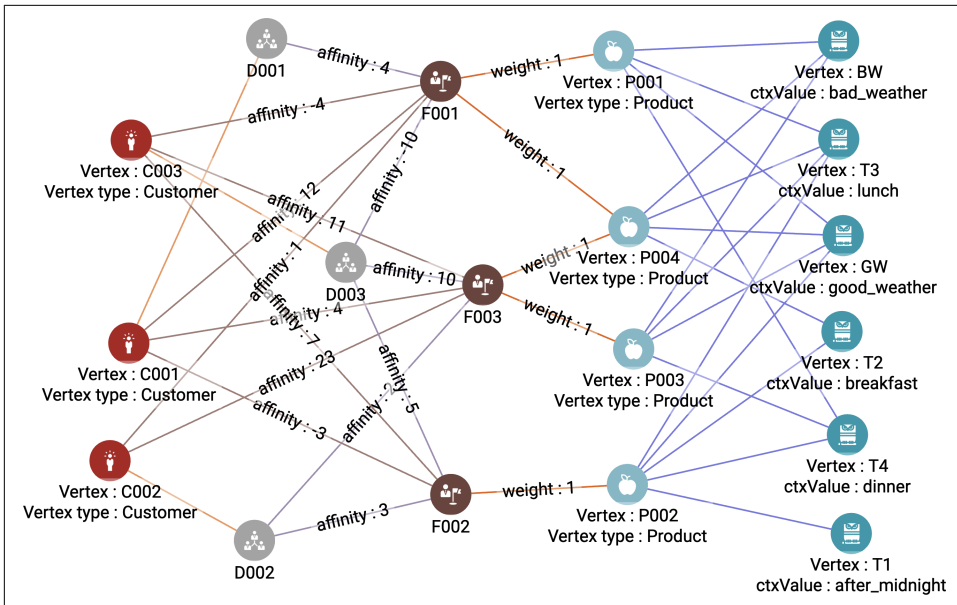 D001
affinity : 4
F001
weight : 1
Vertex : P001
Vertex type : Product
Vertex : BW
ctxValue : bad_weather
affinity : -4
Vertex : C003
Vertex type : Customer
weight : 1
affinity : -10
Vertex : T3
ctxValue : lunch
affinity : 12
affinity : 11
affinity : 1
D003
affinity : 10
F003
weight : 1
Vertex : P004
Vertex type : Product
Vertex : GW
ctxValue : good_weather
affinity : 4
affinity : 7
weight : 1
Vertex : C001
Vertex type : Customer
affinity : 23
affinity : 5
affinity :
Vertex : P003
Vertex type : Product
Vertex : T2
ctxValue : breakfast
affinity : -3
Vertex : C002
Vertex type : Customer
affinity : 3
F002
weight : 1
Vertex : P002
Vertex type : Product
Vertex : T4
ctxValue : dinner
D002
Vertex : T1
ctxValue : after_midnight